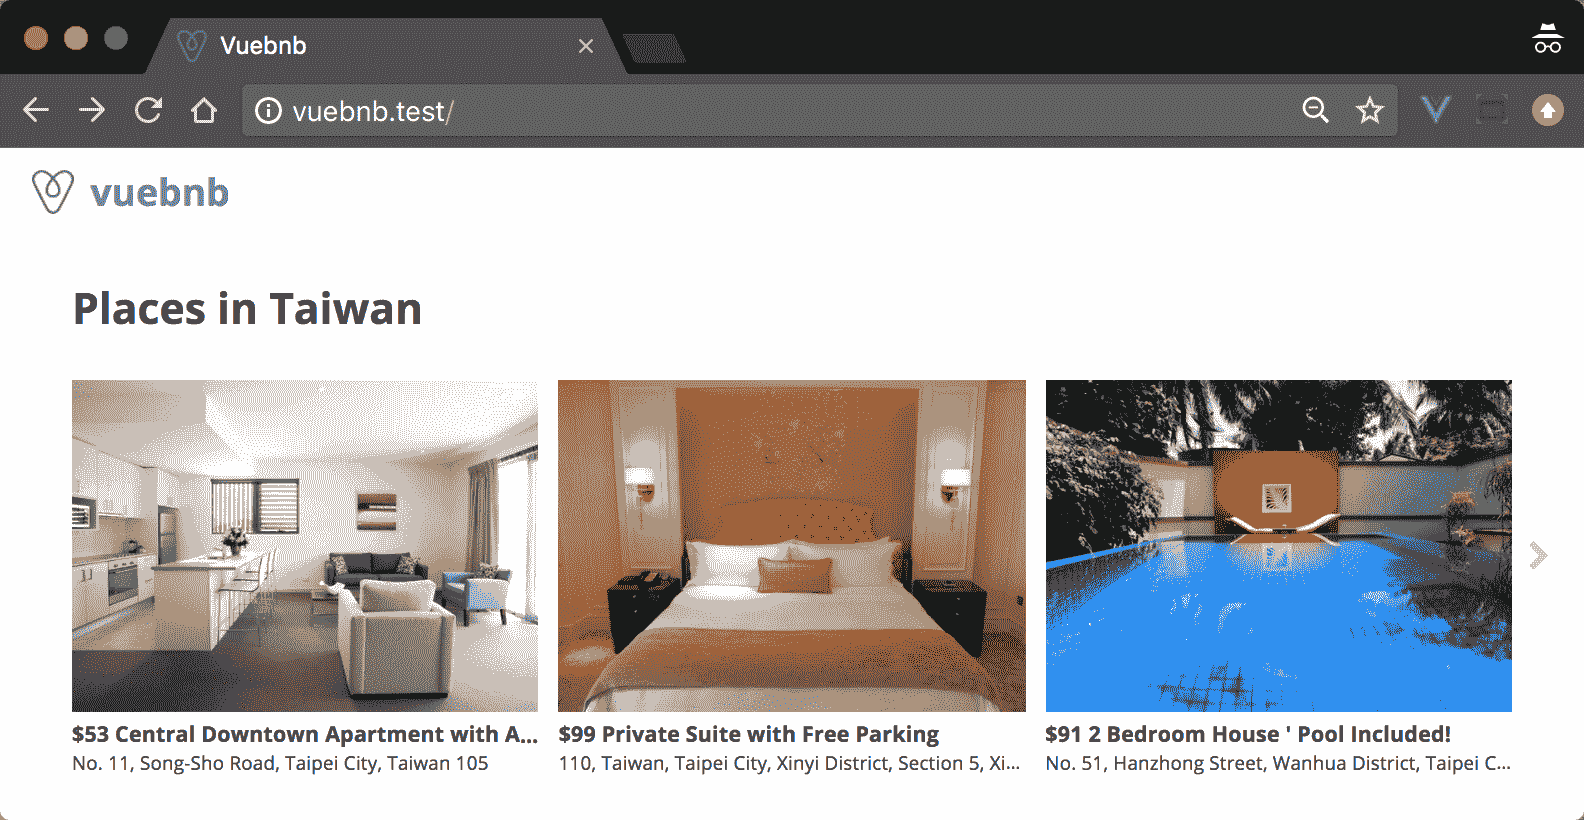 Vuebnb
vuebnb.test/
vuebnb
Places in Taiwan
$53 Central Downtown Apartment with A...
No. 11, Song-Sho Road, Taipei City, Taiwan 105
$99 Private Suite with Free Parking
110, Taiwan, Taipei City, Xinyi District, Section 5, Xi...
$91 2 Bedroom House ' Pool Included!
No. 51, Hanzhong Street, Wanhua District, Taipei C...